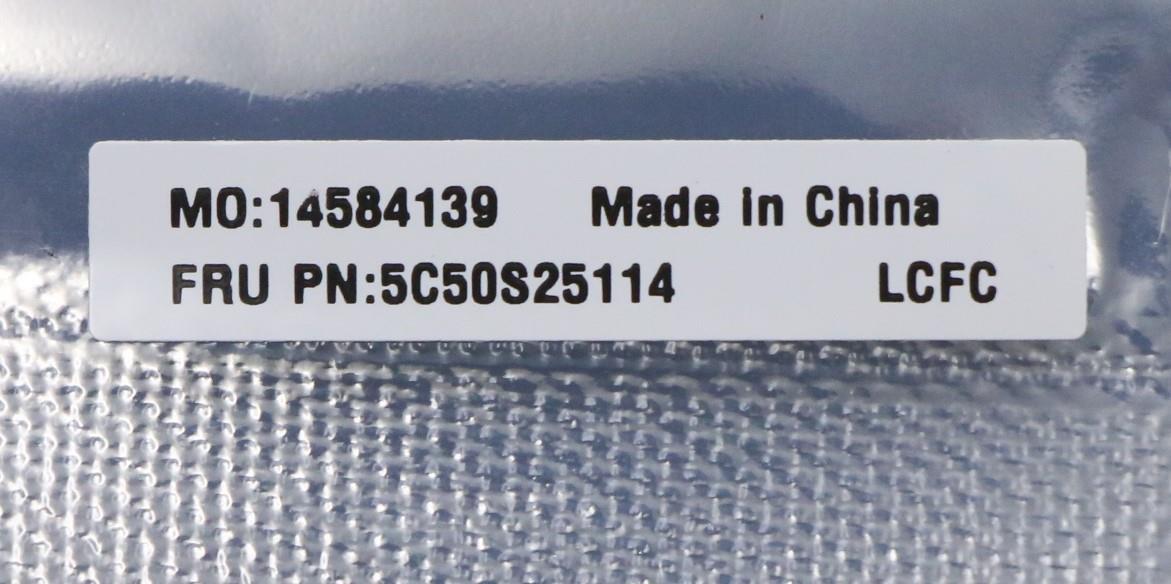 MO:14584139 Made in China
FRU PN:5C50S25114 LCFC